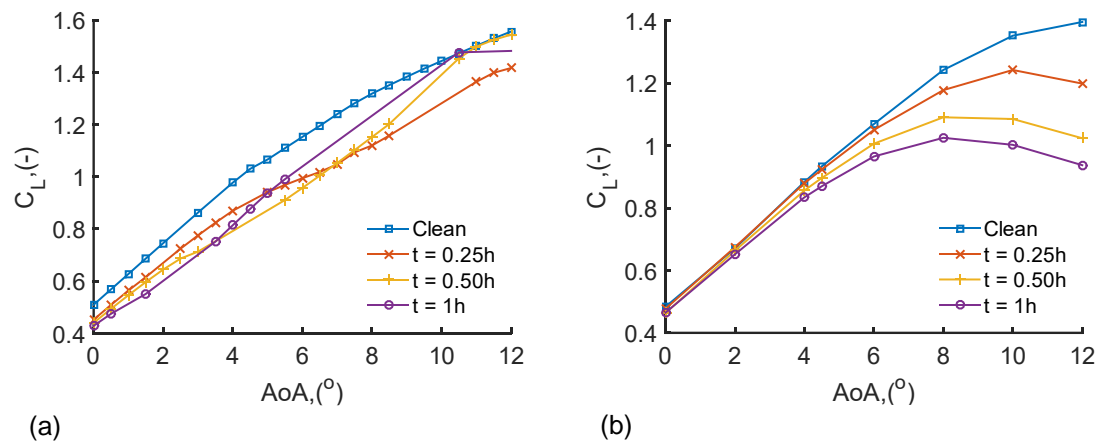 1.6
1.4
1.2
1
0.8
0.6
0.4
C_L,(-)
0 2 4 6 8 10 12
AoA,(°)
Clean
t = 0.25h
t = 0.50h
t = 1h
(a)
1.4
1.2
1
0.8
0.6
0.4
C_L,(-)
0 2 4 6 8 10 12
AoA,(°)
Clean
t = 0.25h
t = 0.50h
t = 1h
(b)